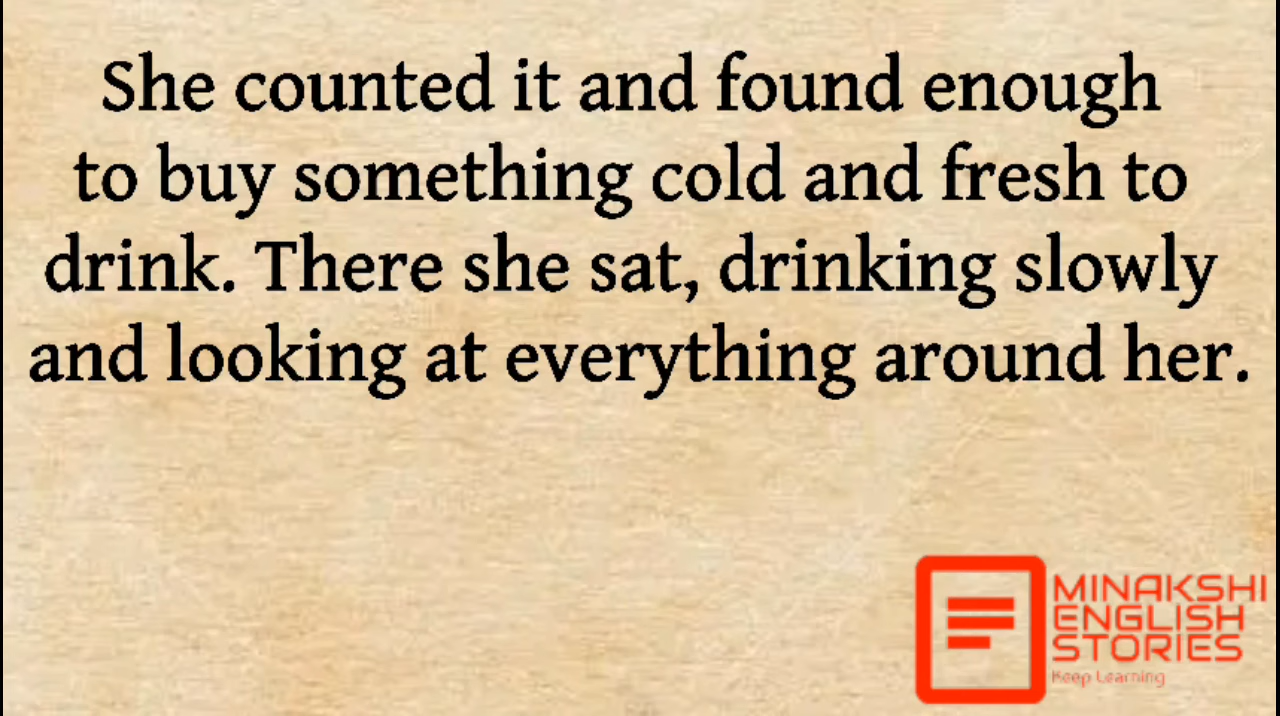 She counted it and found enough
to buy something cold and fresh to
drink. There she sat, drinking slowly
and looking at everything around her.
MINAKSHI
ENGLISH
STORIES
Keep Learning